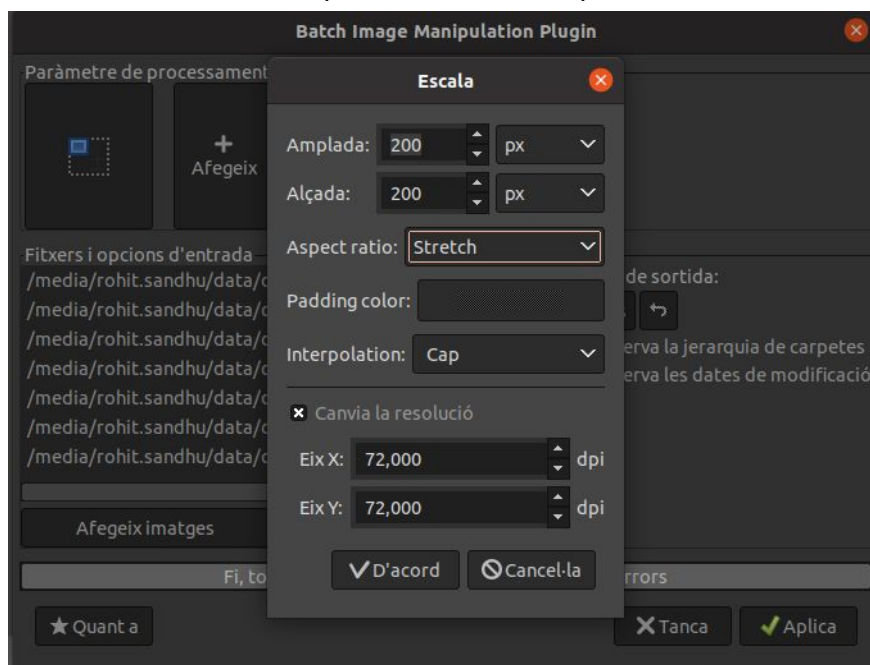 Batch Image Manipulation Plugin
Paràmetre de processament
Afegeix
Escala
Amplada: 200 px
Alçada: 200 px
Aspect ratio: Stretch
Padding color:
Interpolation: Cap
Canvia la resolució
Eix X: 72,000 dpi
Eix Y: 72,000 dpi
D'acord Cancel·la
Fitxers i opcions d'entrada
/media/rohit.sandhu/data/
/media/rohit.sandhu/data/
/media/rohit.sandhu/data/
/media/rohit.sandhu/data/
/media/rohit.sandhu/data/
/media/rohit.sandhu/data/
/media/rohit.sandhu/data/
de sortida:
la jerarquia de carpetes
les dates de modificació
Afegeix imatges
Fi,
Quant a
Tanca
Aplica